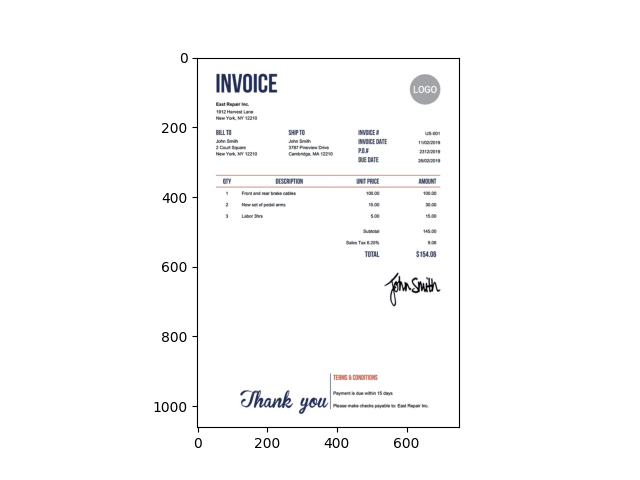 0
200
400
600
800
1000
0 200 400 600
INVOICE
LOGO
East Repair Inc.
1912 Harvest Lane
New York, NY 12210
BILL TO SHIP TO INVOICE # US-001
John Smith John Smith INVOICE DATE 11/02/2019
2 Court Square 3787 Pineview Drive P.O.# 2312/2019
New York, NY 12210 Cambridge, MA 12210 DUE DATE 26/02/2019
QTY DESCRIPTION UNIT PRICE AMOUNT
1 Front and rear brake cables 100.00 100.00
2 New set of pedal arms 15.00 30.00
3 Labor 3hrs 5.00 15.00
Subtotal 145.00
Sales Tax 6.25% 9.06
TOTAL $154.06
John Smith
TERMS & CONDITIONS
Thank you
Payment is due within 15 days
Please make checks payable to: East Repair Inc.